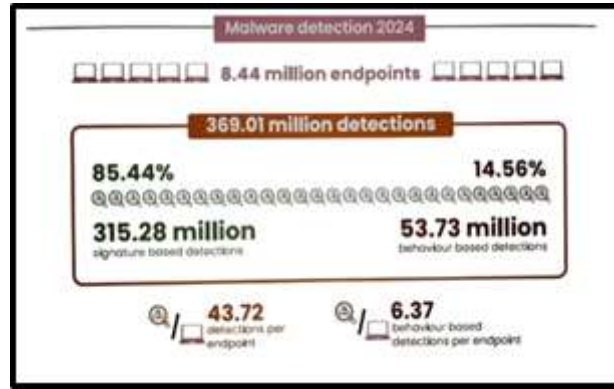 Malware detection 2024
8.44 million endpoints
369.01 million detections
85.44%
14.56%
315.28 million
signature based detections
53.73 million
behaviour based detections
43.72
detections per
endpoint
6.37
behaviour based
detections per endpoint